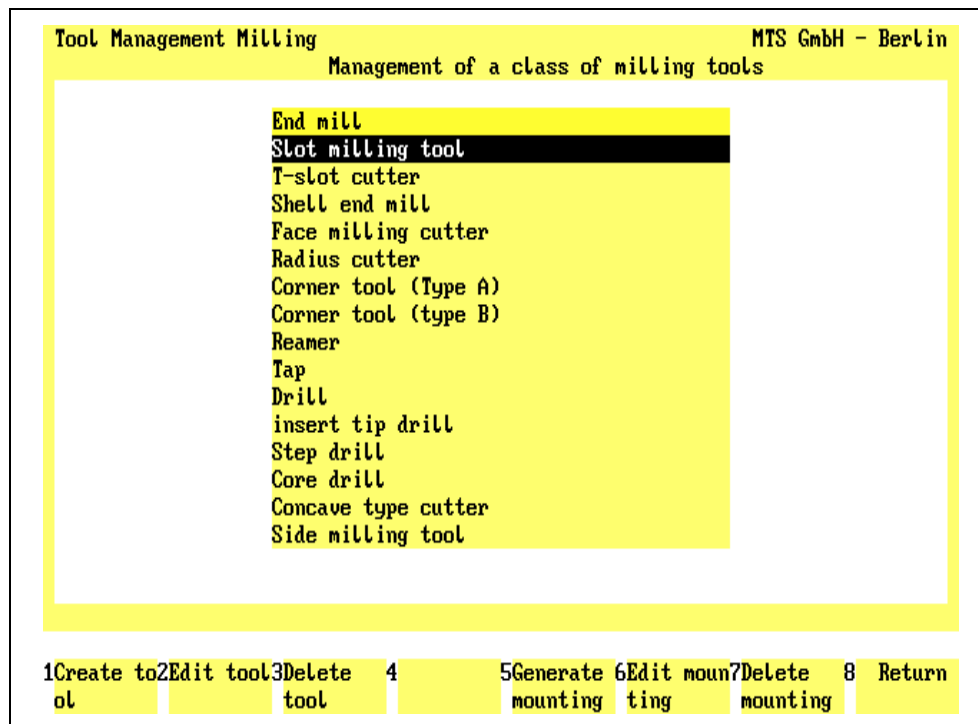 Tool Management Milling MTS GmbH - Berlin
Management of a class of milling tools
End mill
Slot milling tool
T-slot cutter
Shell end mill
Face milling cutter
Radius cutter
Corner tool (Type A)
Corner tool (type B)
Reamer
Tap
Drill
insert tip drill
Step drill
Core drill
Concave type cutter
Side milling tool
1Create to2Edit tool3Delete 4 5Generate 6Edit moun7Delete 8 Return
ol tool mounting ting mounting